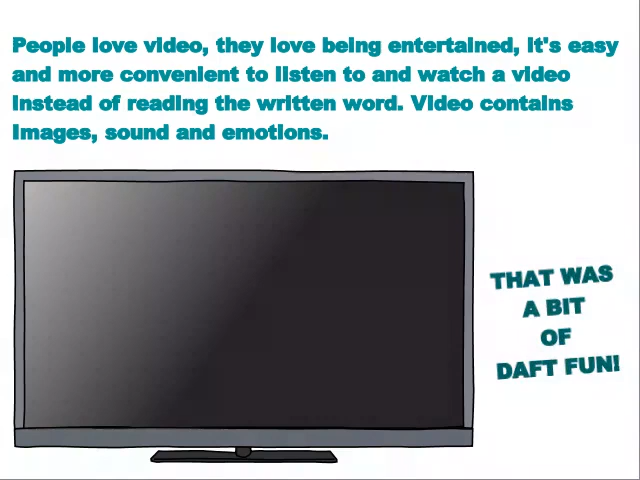 People love video, they love being entertained, it's easy
and more convenient to listen to and watch a video
instead of reading the written word. Video contains
images, sound and emotions.
THAT WAS
A BIT
OF
DAFT FUN!